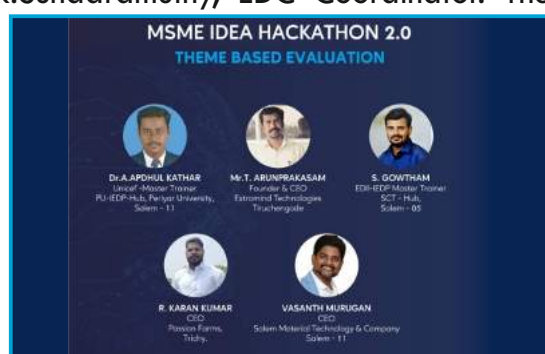 MSME IDEA HACKATHON 2.0
THEME BASED EVALUATION
Dr.A.APDHUL KATHAR
Unicef -Master Trainer
PU-IEDP-Hub, Periyar University,
Salem - 11
Mr.T. ARUNPRAKASAM
Founder & CEO
Estromind Technologies
Tiruchengode
S. GOWTHAM
EDII-IEDP Master Trainer
SCT - Hub,
Salem - 05
R. KARAN KUMAR
CEO
Passion Farms,
Trichy.
VASANTH MURUGAN
CEO
Salem Material Technology & Company
Salem - 11